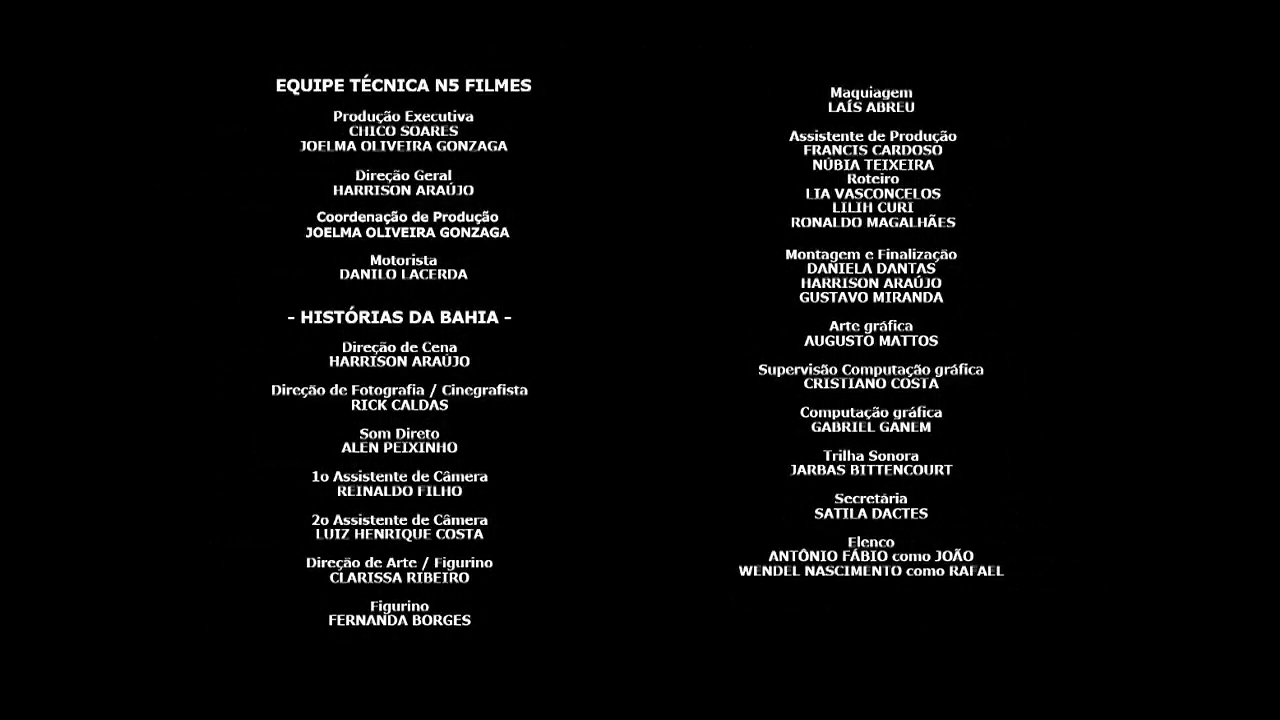 EQUIPE TÉCNICA N5 FILMES
Produção Executiva
CHICO SOARES
JOELMA OLIVEIRA GONZAGA
Direção Geral
HARRISON ARAÚJO
Coordenação de Produção
JOELMA OLIVEIRA GONZAGA
Motorista
DANILO LACERDA
- HISTÓRIAS DA BAHIA -
Direção de Cena
HARRISON ARAÚJO
Direção de Fotografia / Cinegrafista
RICK CALDAS
Som Direto
ALEN PEIXINHO
1o Assistente de Câmera
REINALDO FILHO
2o Assistente de Câmera
LUIZ HENRIQUE COSTA
Direção de Arte / Figurino
CLARISSA RIBEIRO
Figurino
FERNANDA BORGES
Maquiagem
LAÍS ABREU
Assistente de Produção
FRANCIS CARDOSO
NÚBIA TEIXEIRA
Roteiro
LIA VASCONCELOS
LILIH CURI
RONALDO MAGALHÃES
Montagem e Finalização
DANIELA DANTAS
HARRISON ARAÚJO
GUSTAVO MIRANDA
Arte gráfica
AUGUSTO MATTOS
Supervisão Computação gráfica
CRISTIANO COSTA
Computação gráfica
GABRIEL GANEM
Trilha Sonora
JARBAS BITTENCOURT
Secretária
SATILA DACTES
Elenco
ANTÔNIO FÁBIO como JOÃO
WENDEL NASCIMENTO como RAFAEL